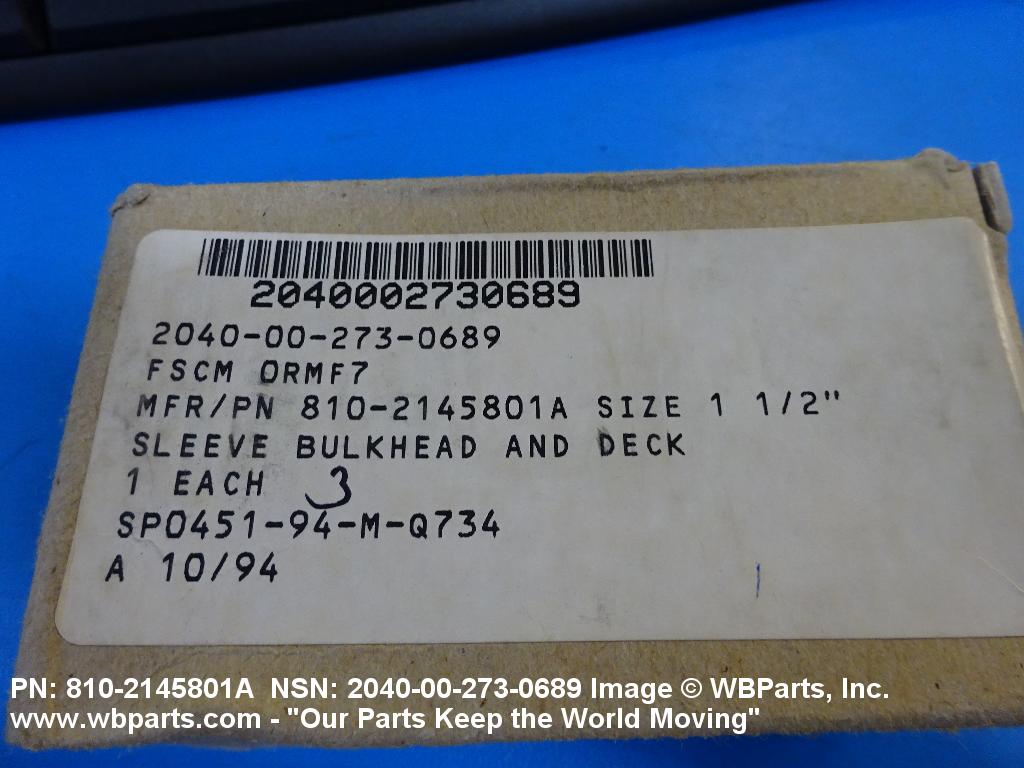 2040002730689
2040-00-273-0689
FSCM 0RMF7
MFR/PN 810-2145801A SIZE 1 1/2"
SLEEVE BULKHEAD AND DECK
1 EACH 3
SP0451-94-M-Q734
A 10/94
PN: 810-2145801A NSN: 2040-00-273-0689 Image © WBParts, Inc.
www.wbparts.com - "Our Parts Keep the World Moving"